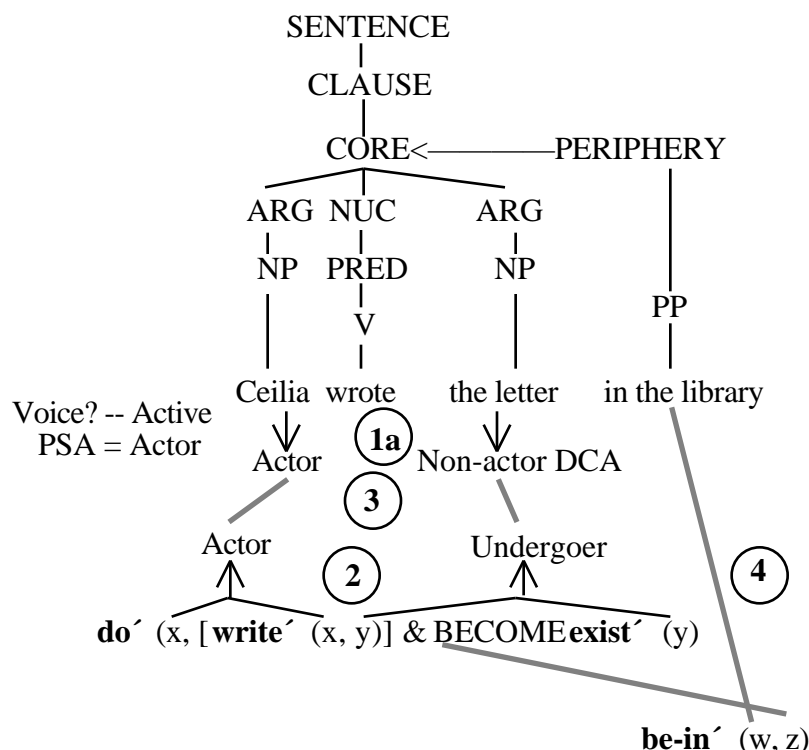 SENTENCE
CLAUSE
CORE<————PERIPHERY
ARG NUC ARG
NP PRED NP
PP
V
Ceilia wrote the letter in the library
Voice? -- Active
PSA = Actor
1a
Actor Non-actor DCA
3
Actor Undergoer
2 4
do´ (x, [write´ (x, y)] & BECOME exist´ (y)
be-in´ (w, z)